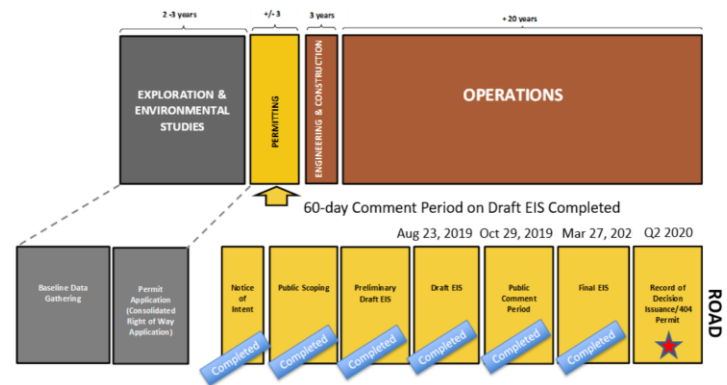 2 -3 years
+/- 3
3 years
+ 20 years
EXPLORATION &
ENVIRONMENTAL
STUDIES
PERMITTING
ENGINEERING & CONSTRUCTION
OPERATIONS
60-day Comment Period on Draft EIS Completed
Aug 23, 2019
Oct 29, 2019
Mar 27, 202
Q2 2020
Baseline Data
Gathering
Permit
Application
(Consolidated
Right of Way
Application)
Notice
of
Intent
Public Scoping
Preliminary
Draft EIS
Draft EIS
Public
Comment
Period
Final EIS
Record of
Decision
Issuance/404
Permit
Completed
Completed
Completed
Completed
Completed
Completed
ROAD